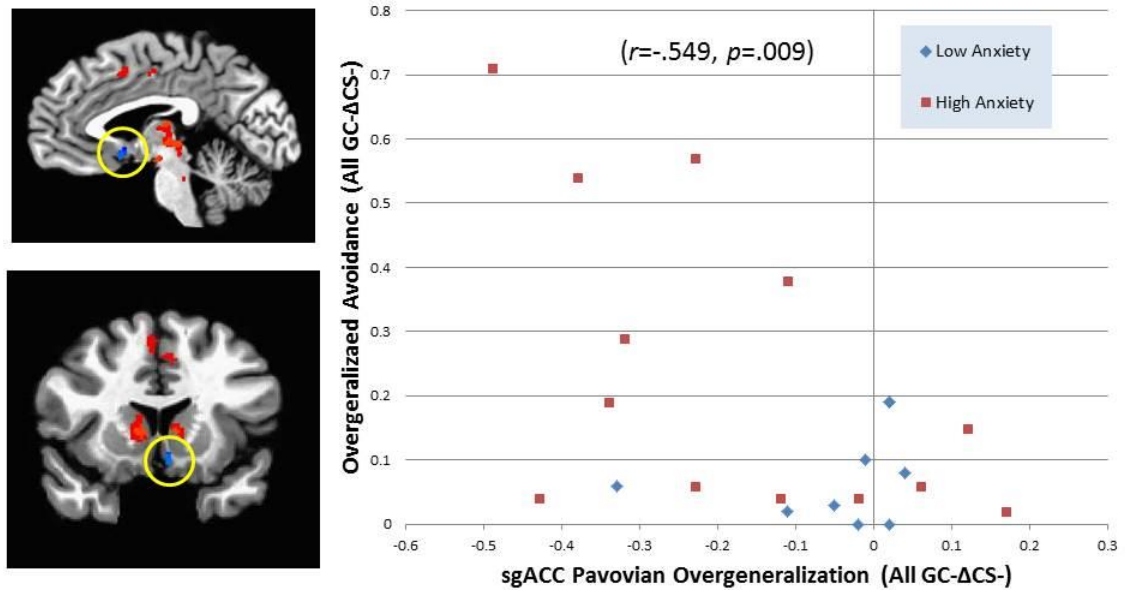 (r=-.549, p=.009)
Low Anxiety
High Anxiety
Overgeralizaed Avoidance (All GC-ΔCS-)
0.8
0.7
0.6
0.5
0.4
0.3
0.2
0.1
0
-0.6 -0.5 -0.4 -0.3 -0.2 -0.1 0 0.1 0.2 0.3
sgACC Pavovian Overgeneralization (All GC-ΔCS-)